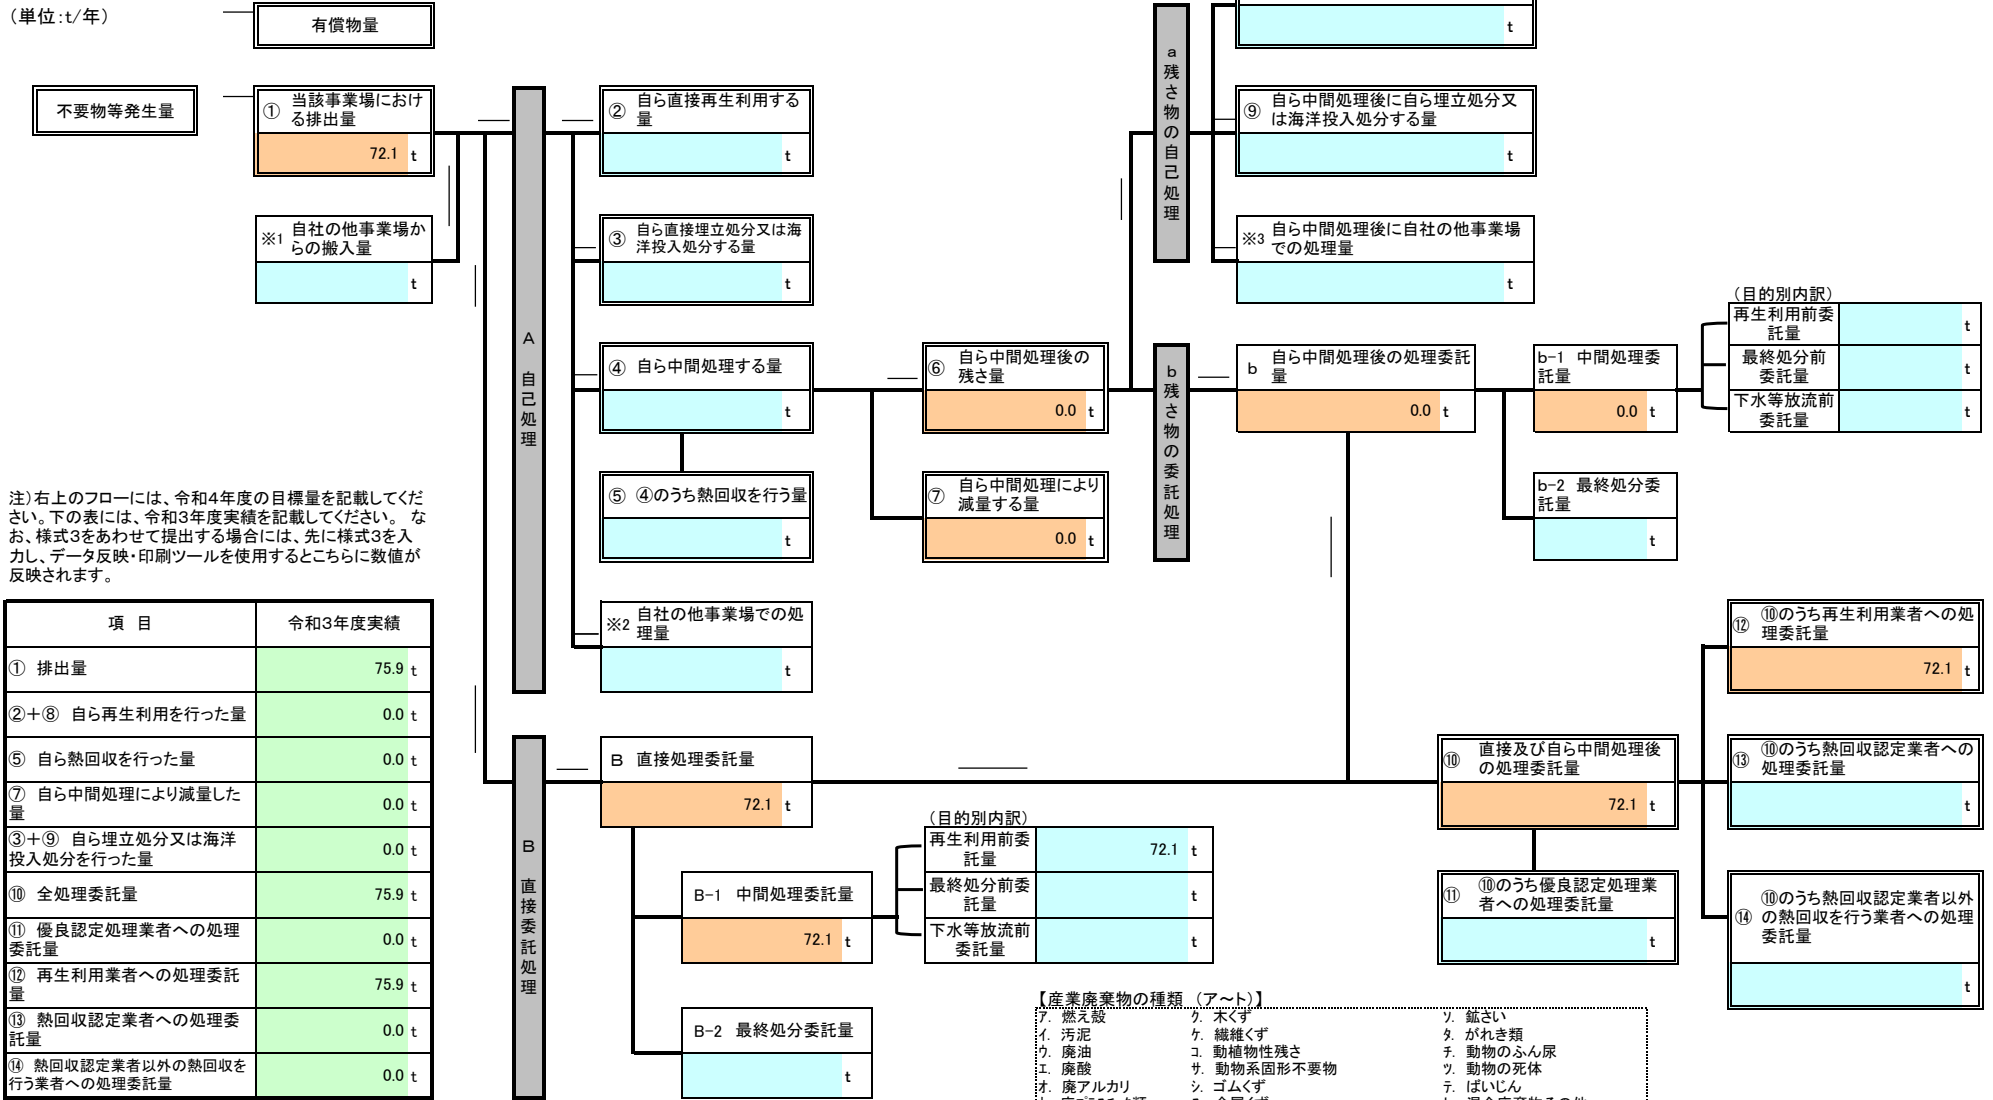 (単位:t/年)
有償物量
t
不要物等発生量
① 当該事業場におけ
る排出量
72.1 t
※1 自社の他事業場か
らの搬入量
t
A 自己処理
② 自ら直接再生利用する
量
t
③ 自ら直接埋立処分又は海
洋投入処分する量
t
④ 自ら中間処理する量
t
⑤ ④のうち熱回収を行う量
t
※2 自社の他事業場での処
理量
t
⑥ 自ら中間処理後の
残さ量
0.0 t
⑦ 自ら中間処理により
減量する量
0.0 t
a 残さ物の自己処理
⑨ 自ら中間処理後に自ら埋立処分又
は海洋投入処分する量
t
※3 自ら中間処理後に自社の他事業場
での処理量
t
b 残さ物の委託処理
b 自ら中間処理後の処理委託
量
0.0 t
b-1 中間処理委
託量
0.0 t
b-2 最終処分委
託量
t
(目的別内訳)
再生利用前委
託量
t
最終処分前
委託量
t
下水等放流前
委託量
t
注)右上のフローには、令和4年度の目標量を記載してくだ
さい。下の表には、令和3年度実績を記載してください。 な
お、様式3をあわせて提出する場合には、先に様式3を入
力し、データ反映・印刷ツールを使用するとこちらに数値が
反映されます。
項 目 令和3年度実績
① 排出量 75.9 t
②+⑧ 自ら再生利用を行った量 0.0 t
⑤ 自ら熱回収を行った量 0.0 t
⑦ 自ら中間処理により減量した
量 0.0 t
③+⑨ 自ら埋立処分又は海洋
投入処分を行った量 0.0 t
⑩ 全処理委託量 75.9 t
⑪ 優良認定処理業者への処理
委託量 0.0 t
⑫ 再生利用業者への処理委託
量 75.9 t
⑬ 熱回収認定業者への処理委
託量 0.0 t
⑭ 熱回収認定業者以外の熱回収を
行う業者への処理委託量 0.0 t
B 直接委託処理
B 直接処理委託量
72.1 t
B-1 中間処理委託量
72.1 t
B-2 最終処分委託量
t
(目的別内訳)
再生利用前委
託量
72.1 t
最終処分前委
託量
t
下水等放流前
委託量
t
⑩ 直接及び自ら中間処理後
の処理委託量
72.1 t
⑪ ⑩のうち優良認定処理業
者への処理委託量
t
⑫ ⑩のうち再生利用業者への処
理委託量
72.1 t
⑬ ⑩のうち熱回収認定業者への
処理委託量
t
⑭ ⑩のうち熱回収認定業者以外
の熱回収を行う業者への処理
委託量
t
【産業廃棄物の種類 (ア~ト)】
ア. 燃え殻 ク. 木くず ソ. 鉱さい
イ. 汚泥 ケ. 繊維くず タ. がれき類
ウ. 廃油 コ. 動植物性残さ チ. 動物のふん尿
エ. 廃酸 サ. 動物系固形不要物 ツ. 動物の死体
オ. 廃アルカリ シ. ゴムくず テ. ばいじん